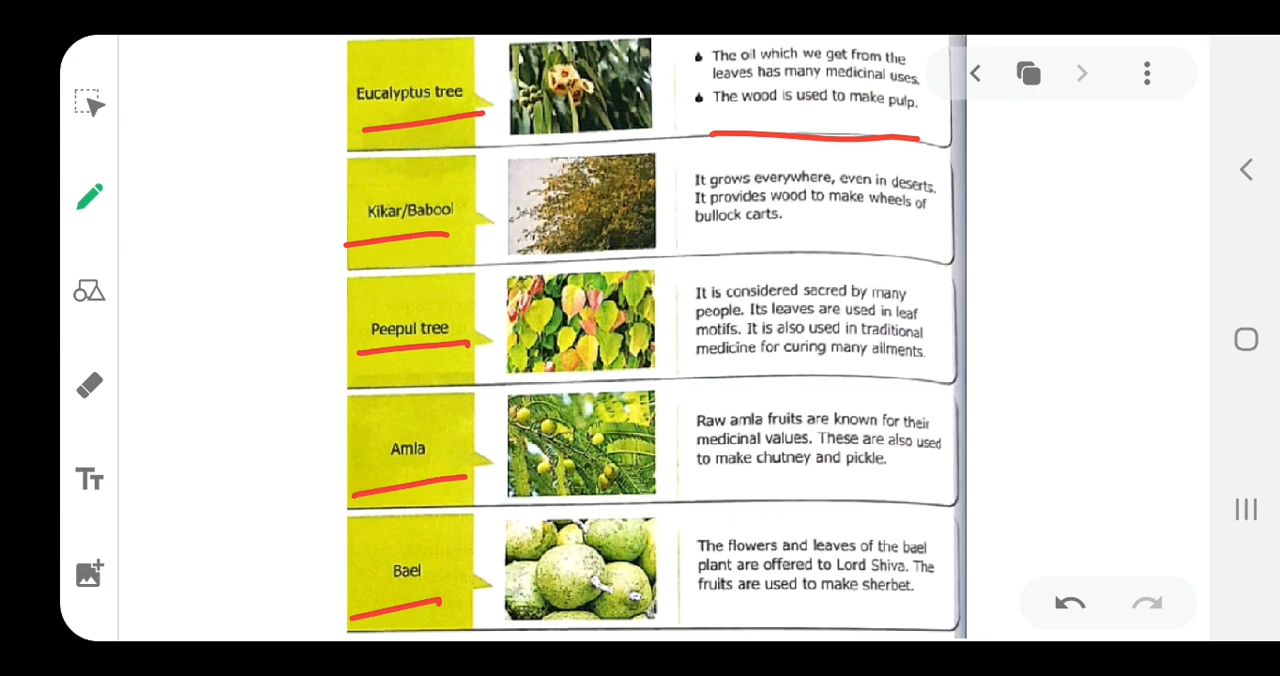 Eucalyptus tree
The oil which we get from the
leaves has many medicinal uses.
The wood is used to make pulp.
Kikar/Babool
It grows everywhere, even in deserts.
It provides wood to make wheels of
bullock carts.
Peepul tree
It is considered sacred by many
people. Its leaves are used in leaf
motifs. It is also used in traditional
medicine for curing many ailments.
Amla
Raw amla fruits are known for their
medicinal values. These are also used
to make chutney and pickle.
Bael
The flowers and leaves of the bael
plant are offered to Lord Shiva. The
fruits are used to make sherbet.
Tт